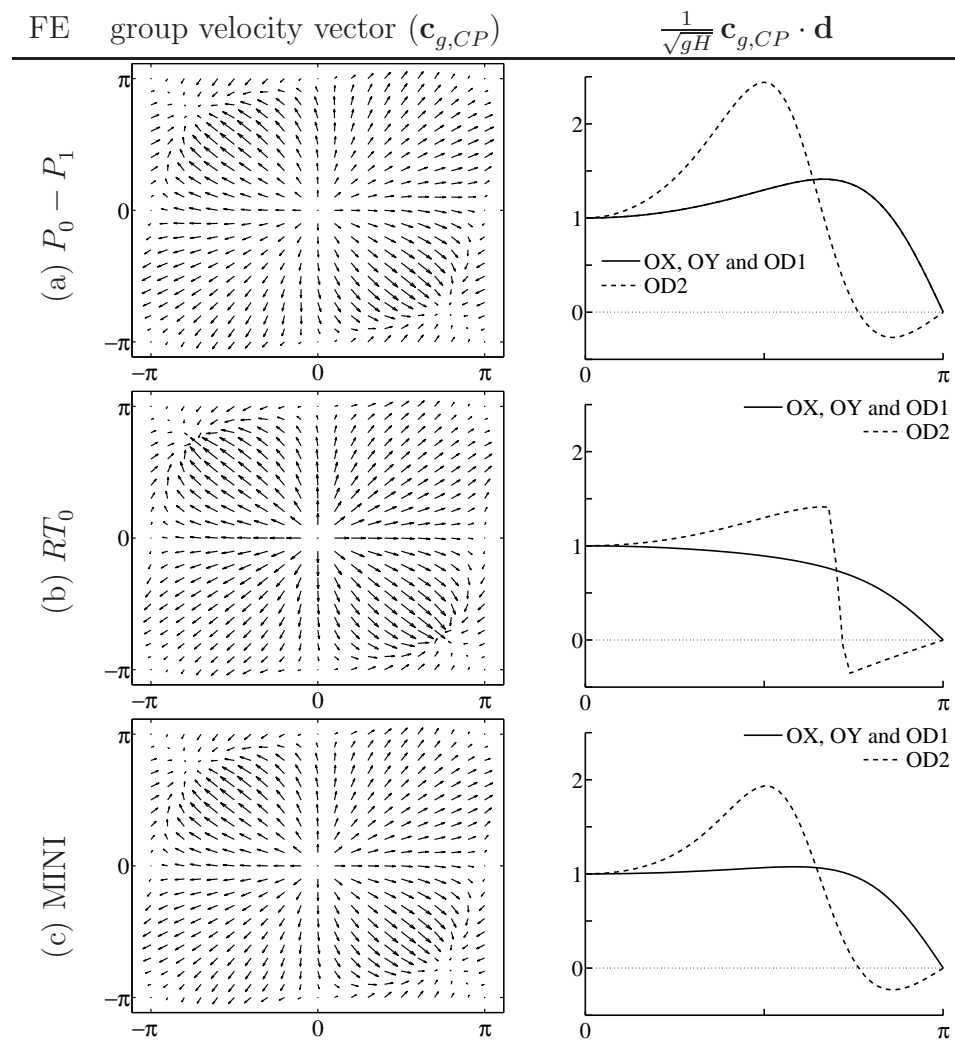 FE group velocity vector (c_{g,CP}) \frac{1}{\sqrt{gH}} c_{g,CP} · d
(a) P_0 − P_1
π
0
−π
−π 0 π
2
1
0
OX, OY and OD1
OD2
0 π
(b) RT_0
π
0
−π
−π 0 π
OX, OY and OD1
OD2
2
1
0
0 π
(c) MINI
π
0
−π
−π 0 π
OX, OY and OD1
OD2
2
1
0
0 π